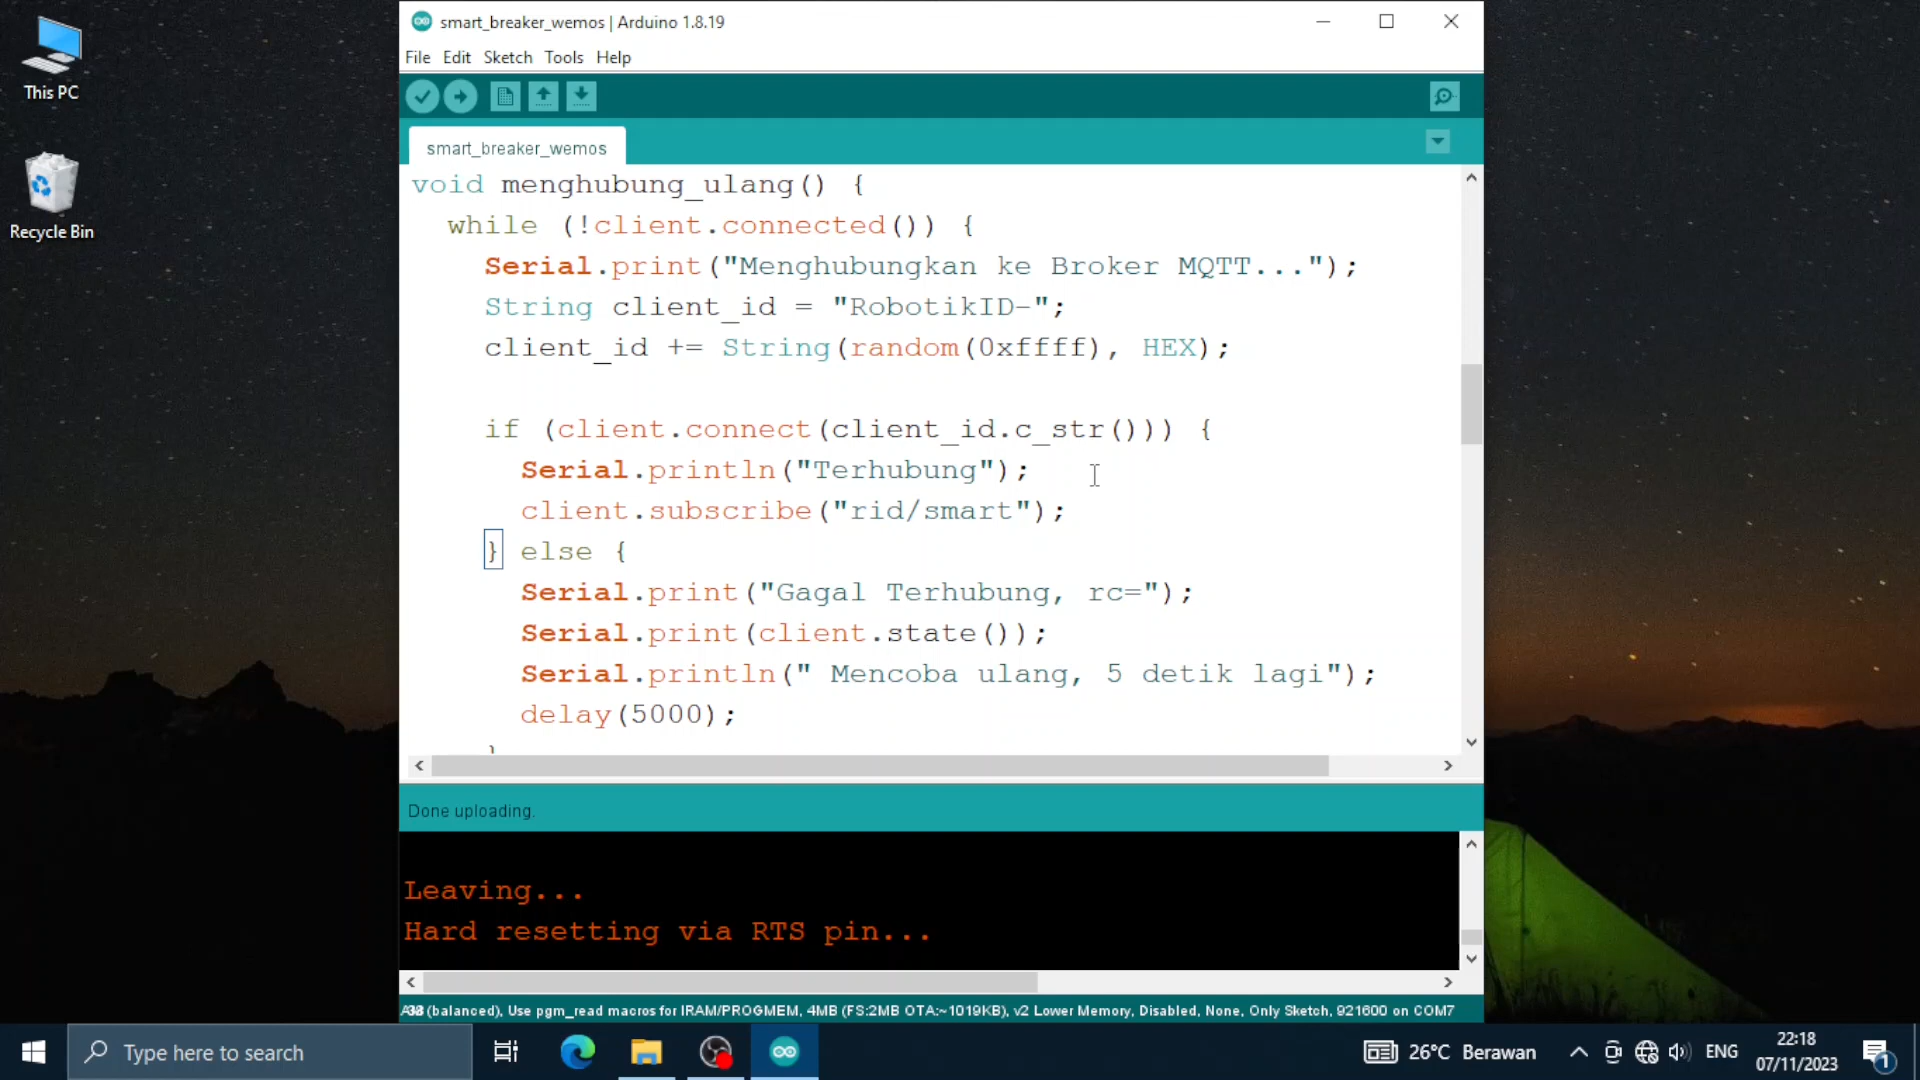 This PC
Recycle Bin
smart_breaker_wemos | Arduino 1.8.19
File Edit Sketch Tools Help
smart_breaker_wemos
void menghubung_ulang() {
while (!client.connected()) {
Serial.print("Menghubungkan ke Broker MQTT...");
String client_id = "RobotikID-";
client_id += String(random(0xffff), HEX);
if (client.connect(client_id.c_str())) {
Serial.println("Terhubung");
client.subscribe("rid/smart");
} else {
Serial.print("Gagal Terhubung, rc=");
Serial.print(client.state());
Serial.println(" Mencoba ulang, 5 detik lagi");
delay(5000);
}
Done uploading.
Leaving...
Hard resetting via RTS pin...
(balanced), Use pgm_read macros for IRAM/PROGMEM, 4MB (FS:2MB OTA:~1019KB), v2 Lower Memory, Disabled, None, Only Sketch, 921600 on COM7
Type here to search
26°C Berawan
ENG
22:18
07/11/2023
1